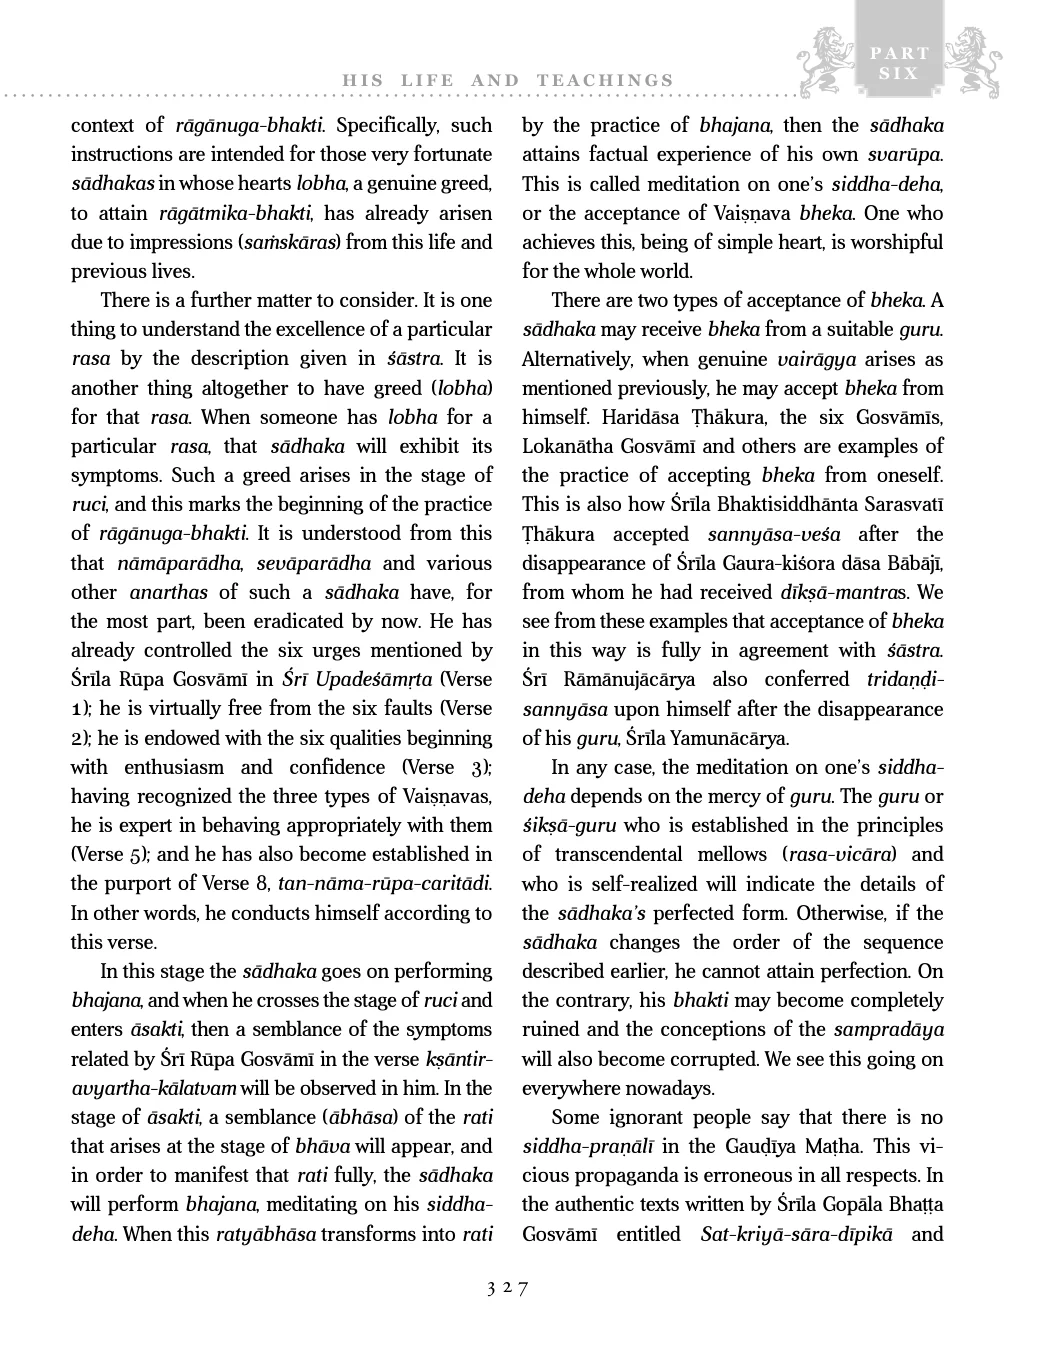 PART
SIX
HIS LIFE AND TEACHINGS
context of rāgānuga-bhakti. Specifically, such
instructions are intended for those very fortunate
sādhakas in whose hearts lobha, a genuine greed,
to attain rāgātmika-bhakti, has already arisen
due to impressions (saṁskāras) from this life and
previous lives.
There is a further matter to consider. It is one
thing to understand the excellence of a particular
rasa by the description given in śāstra. It is
another thing altogether to have greed (lobha)
for that rasa. When someone has lobha for a
particular rasa, that sādhaka will exhibit its
symptoms. Such a greed arises in the stage of
ruci, and this marks the beginning of the practice
of rāgānuga-bhakti. It is understood from this
that nāmāparādha, sevāparādha and various
other anarthas of such a sādhaka have, for
the most part, been eradicated by now. He has
already controlled the six urges mentioned by
Śrīla Rūpa Gosvāmī in Śrī Upadeśāmṛta (Verse
1); he is virtually free from the six faults (Verse
2); he is endowed with the six qualities beginning
with enthusiasm and confidence (Verse 3);
having recognized the three types of Vaiṣṇavas,
he is expert in behaving appropriately with them
(Verse 5); and he has also become established in
the purport of Verse 8, tan-nāma-rūpa-caritādi.
In other words, he conducts himself according to
this verse.
In this stage the sādhaka goes on performing
bhajana, and when he crosses the stage of ruci and
enters āsakti, then a semblance of the symptoms
related by Śrī Rūpa Gosvāmī in the verse kṣāntir-
avyartha-kālatvam will be observed in him. In the
stage of āsakti, a semblance (ābhāsa) of the rati
that arises at the stage of bhāva will appear, and
in order to manifest that rati fully, the sādhaka
will perform bhajana, meditating on his siddha-
deha. When this ratyābhāsa transforms into rati
by the practice of bhajana, then the sādhaka
attains factual experience of his own svarūpa.
This is called meditation on one's siddha-deha,
or the acceptance of Vaiṣṇava bheka. One who
achieves this, being of simple heart, is worshipful
for the whole world.
There are two types of acceptance of bheka. A
sādhaka may receive bheka from a suitable guru.
Alternatively, when genuine vairāgya arises as
mentioned previously, he may accept bheka from
himself. Haridāsa Ṭhākura, the six Gosvāmīs,
Lokanātha Gosvāmī and others are examples of
the practice of accepting bheka from oneself.
This is also how Śrīla Bhaktisiddhānta Sarasvatī
Ṭhākura accepted sannyāsa-veśa after the
disappearance of Śrīla Gaura-kiśora dāsa Bābājī,
from whom he had received dīkṣā-mantras. We
see from these examples that acceptance of bheka
in this way is fully in agreement with śāstra.
Śrī Rāmānujācārya also conferred tridaṇḍi-
sannyāsa upon himself after the disappearance
of his guru, Śrīla Yamunācārya.
In any case, the meditation on one's siddha-
deha depends on the mercy of guru. The guru or
śikṣā-guru who is established in the principles
of transcendental mellows (rasa-vicāra) and
who is self-realized will indicate the details of
the sādhaka's perfected form. Otherwise, if the
sādhaka changes the order of the sequence
described earlier, he cannot attain perfection. On
the contrary, his bhakti may become completely
ruined and the conceptions of the sampradāya
will also become corrupted. We see this going on
everywhere nowadays.
Some ignorant people say that there is no
siddha-praṇālī in the Gauḍīya Maṭha. This vi-
cious propaganda is erroneous in all respects. In
the authentic texts written by Śrīla Gopāla Bhaṭṭa
Gosvāmī entitled Sat-kriyā-sāra-dīpikā and
327